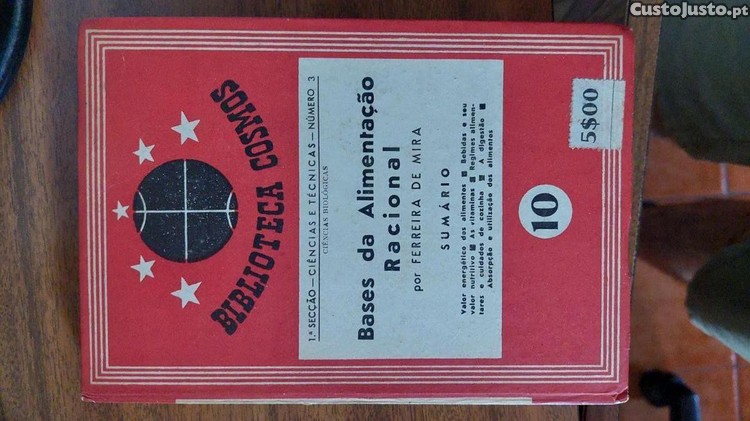 CustoJusto.pt
BIBLIOTECA COSMOS
1.ª SECÇÃO — CIÊNCIAS E TÉCNICAS — NÚMERO 3
CIÊNCIAS BIOLÓGICAS
Bases da Alimentação
Racional
por FERREIRA DE MIRA
SUMÁRIO
Valor energético dos alimentos ■ Bebidas e seu
valor nutritivo ■ As vitaminas ■ Regimes alimen-
tares e cuidados de cozinha ■ A digestão ■
Absorpção e utilização dos alimentos
10
5$00